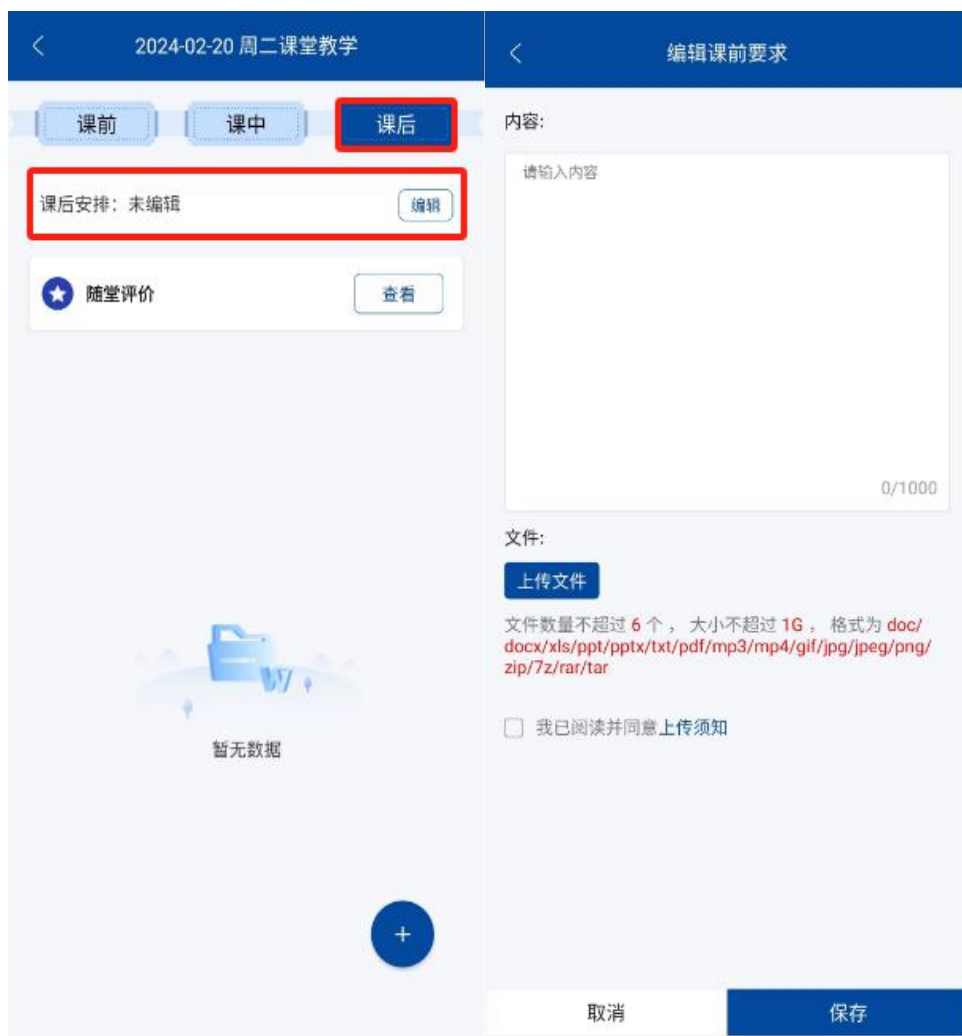 2024-02-20 周二课堂教学
课前
课中
课后
课后安排：未编辑
编辑
随堂评价
查看
W
暂无数据
+
编辑课前要求
内容:
请输入内容
0/1000
文件:
上传文件
文件数量不超过 6 个 ， 大小不超过 1G ， 格式为 doc/
docx/xls/ppt/pptx/txt/pdf/mp3/mp4/gif/jpg/jpeg/png/
zip/7z/rar/tar
我已阅读并同意上传须知
取消
保存